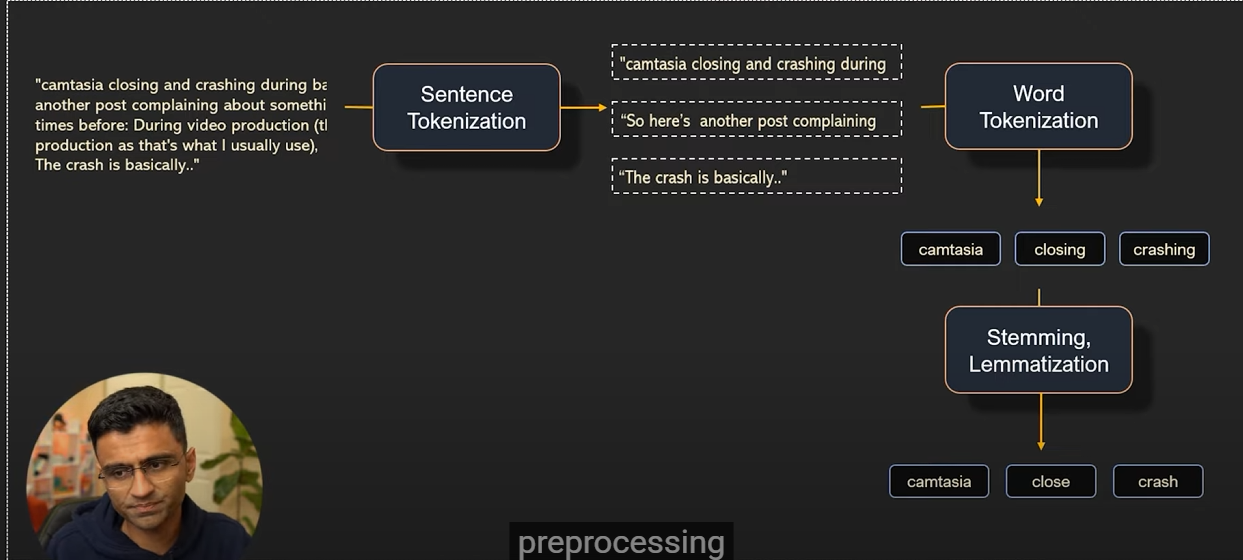 "camtasia closing and crashing during ba
another post complaining about somethi
times before: During video production (tl
production as that's what I usually use),
The crash is basically.."
Sentence
Tokenization
"camtasia closing and crashing during
“So here's another post complaining
“The crash is basically.."
Word
Tokenization
camtasia
closing
crashing
Stemming,
Lemmatization
camtasia
close
crash
preprocessing